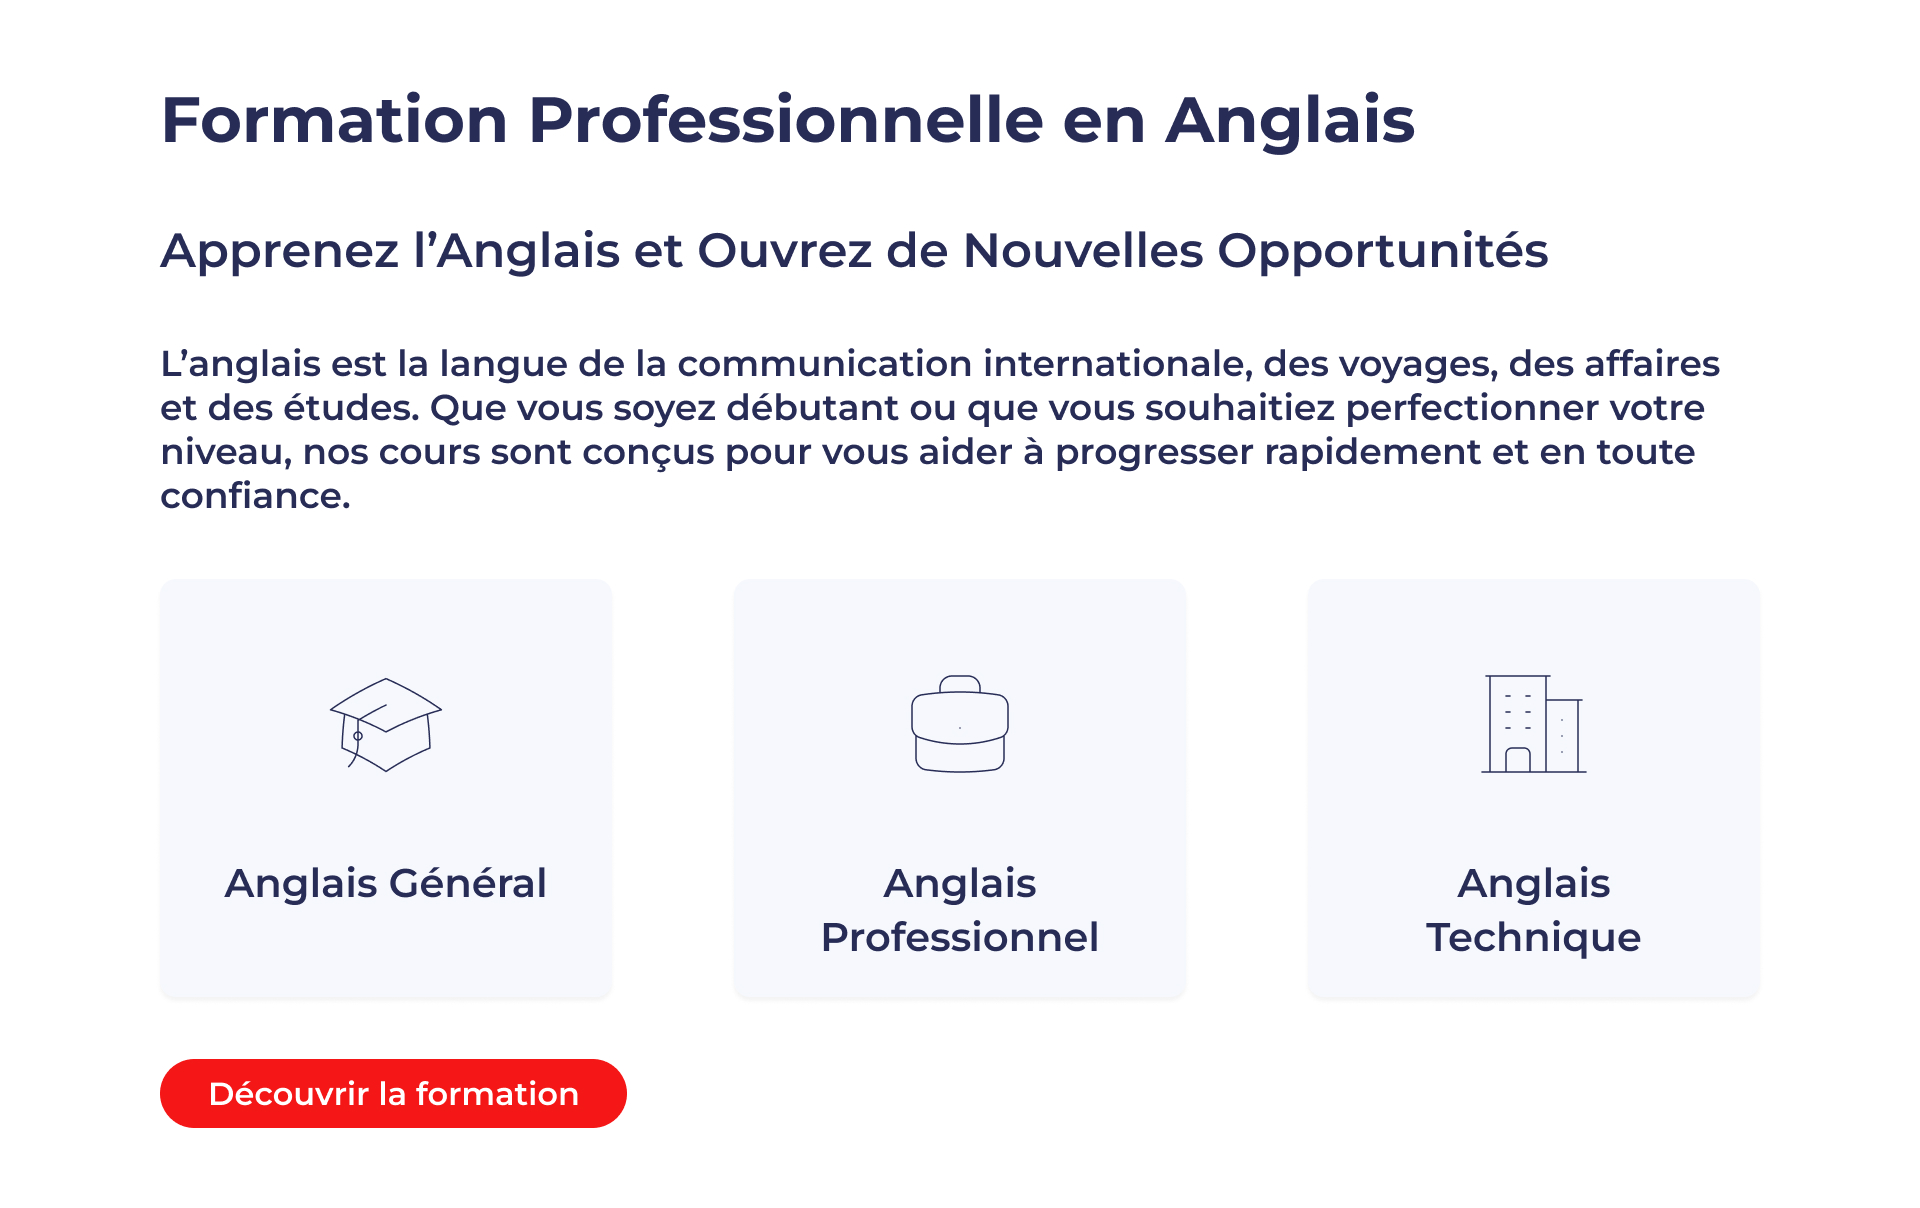 Formation Professionnelle en Anglais
Apprenez l’Anglais et Ouvrez de Nouvelles Opportunités
L’anglais est la langue de la communication internationale, des voyages, des affaires
et des études. Que vous soyez débutant ou que vous souhaitiez perfectionner votre
niveau, nos cours sont conçus pour vous aider à progresser rapidement et en toute
confiance.
Anglais Général
Anglais
Professionnel
Anglais
Technique
Découvrir la formation